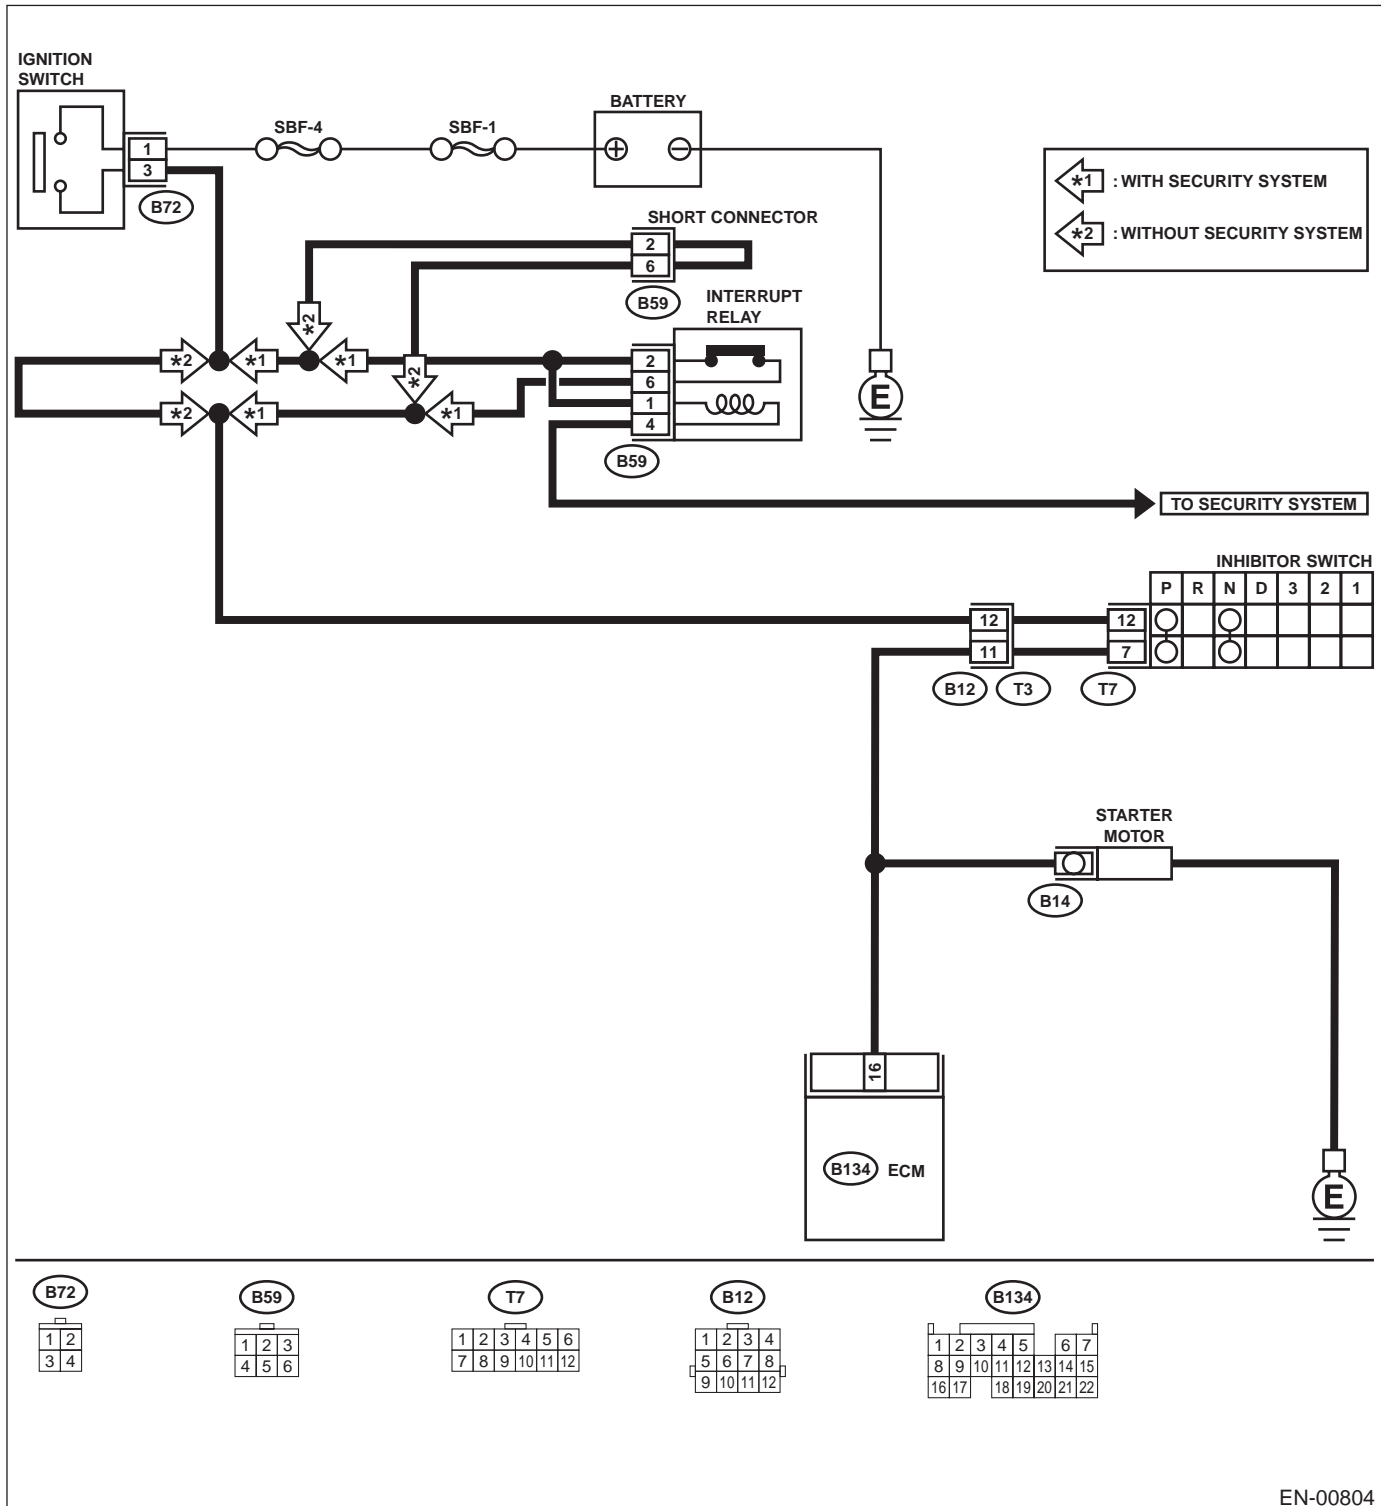 IGNITION
SWITCH
SBF-4
SBF-1
BATTERY
1
3
B72
*1 : WITH SECURITY SYSTEM
*2 : WITHOUT SECURITY SYSTEM
SHORT CONNECTOR
2
6
B59
INTERRUPT
RELAY
*2
*2 *1 *1
*2
*2 *1 *1
2
6
1
4
B59
E
TO SECURITY SYSTEM
INHIBITOR SWITCH
P R N D 3 2 1
12 12
11 7
B12 T3 T7
STARTER
MOTOR
B14
16
B134 ECM
E
B72
1 2
3 4
B59
1 2 3
4 5 6
T7
1 2 3 4 5 6
7 8 9 10 11 12
B12
1 2 3 4
5 6 7 8
9 10 11 12
B134
1 2 3 4 5 6 7
8 9 10 11 12 13 14 15
16 17 18 19 20 21 22
EN-00804